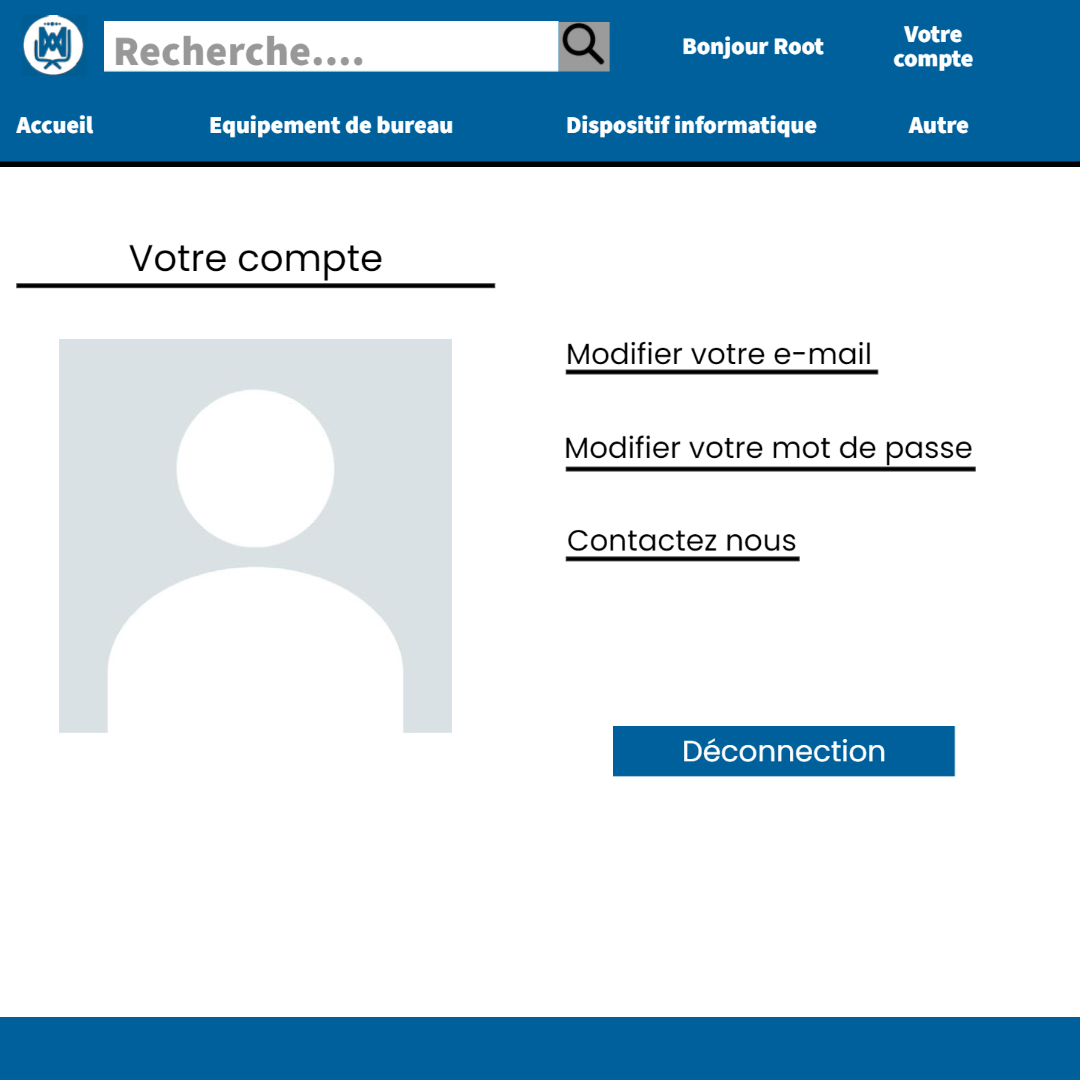 Recherche....
Bonjour Root
Votre
compte
Accueil
Equipement de bureau
Dispositif informatique
Autre
Votre compte
Modifier votre e-mail
Modifier votre mot de passe
Contactez nous
Déconnection